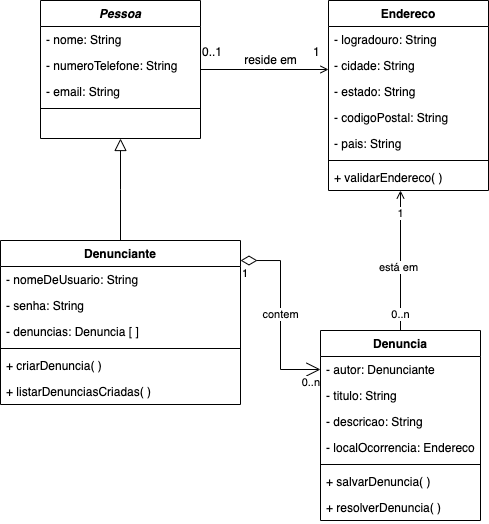 Pessoa
- nome: String
- numeroTelefone: String
- email: String
0..1
1
reside em
Endereco
- logradouro: String
- cidade: String
- estado: String
- codigoPostal: String
- pais: String
+ validarEndereco( )
Denunciante
- nomeDeUsuario: String
- senha: String
- denuncias: Denuncia [ ]
+ criarDenuncia( )
+ listarDenunciasCriadas( )
1
contem
0..n
1
está em
0..n
Denuncia
- autor: Denunciante
- titulo: String
- descricao: String
- localOcorrencia: Endereco
+ salvarDenuncia( )
+ resolverDenuncia( )